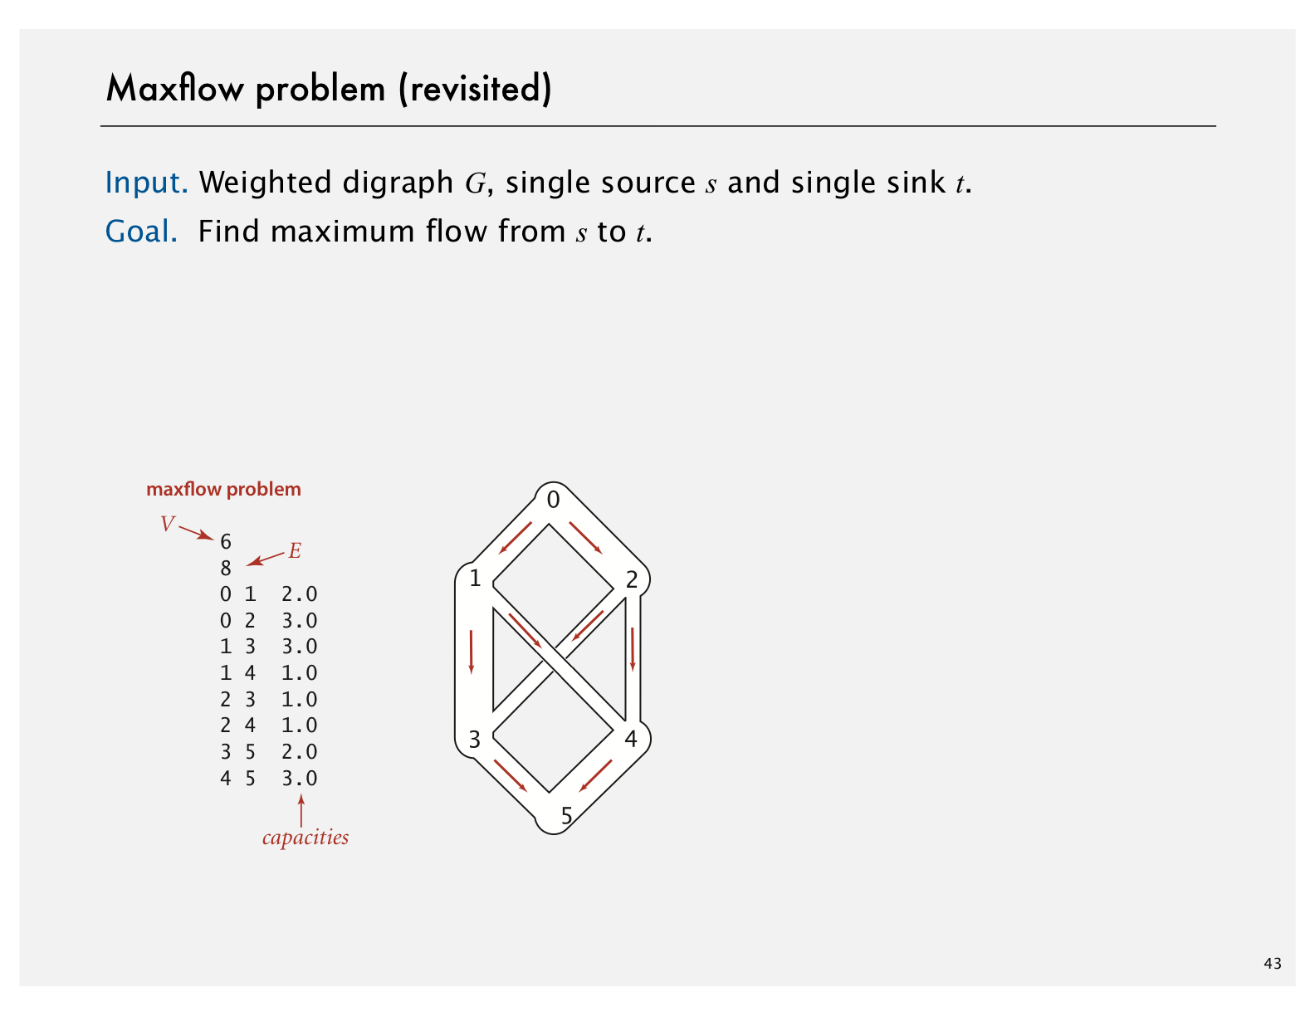 Maxflow problem (revisited)
Input. Weighted digraph G, single source s and single sink t.
Goal. Find maximum flow from s to t.
maxflow problem
V
6
E
8
0 1 2.0
0 2 3.0
1 3 3.0
1 4 1.0
2 3 1.0
2 4 1.0
3 5 2.0
4 5 3.0
capacities
0
1 2
3 4
5
43